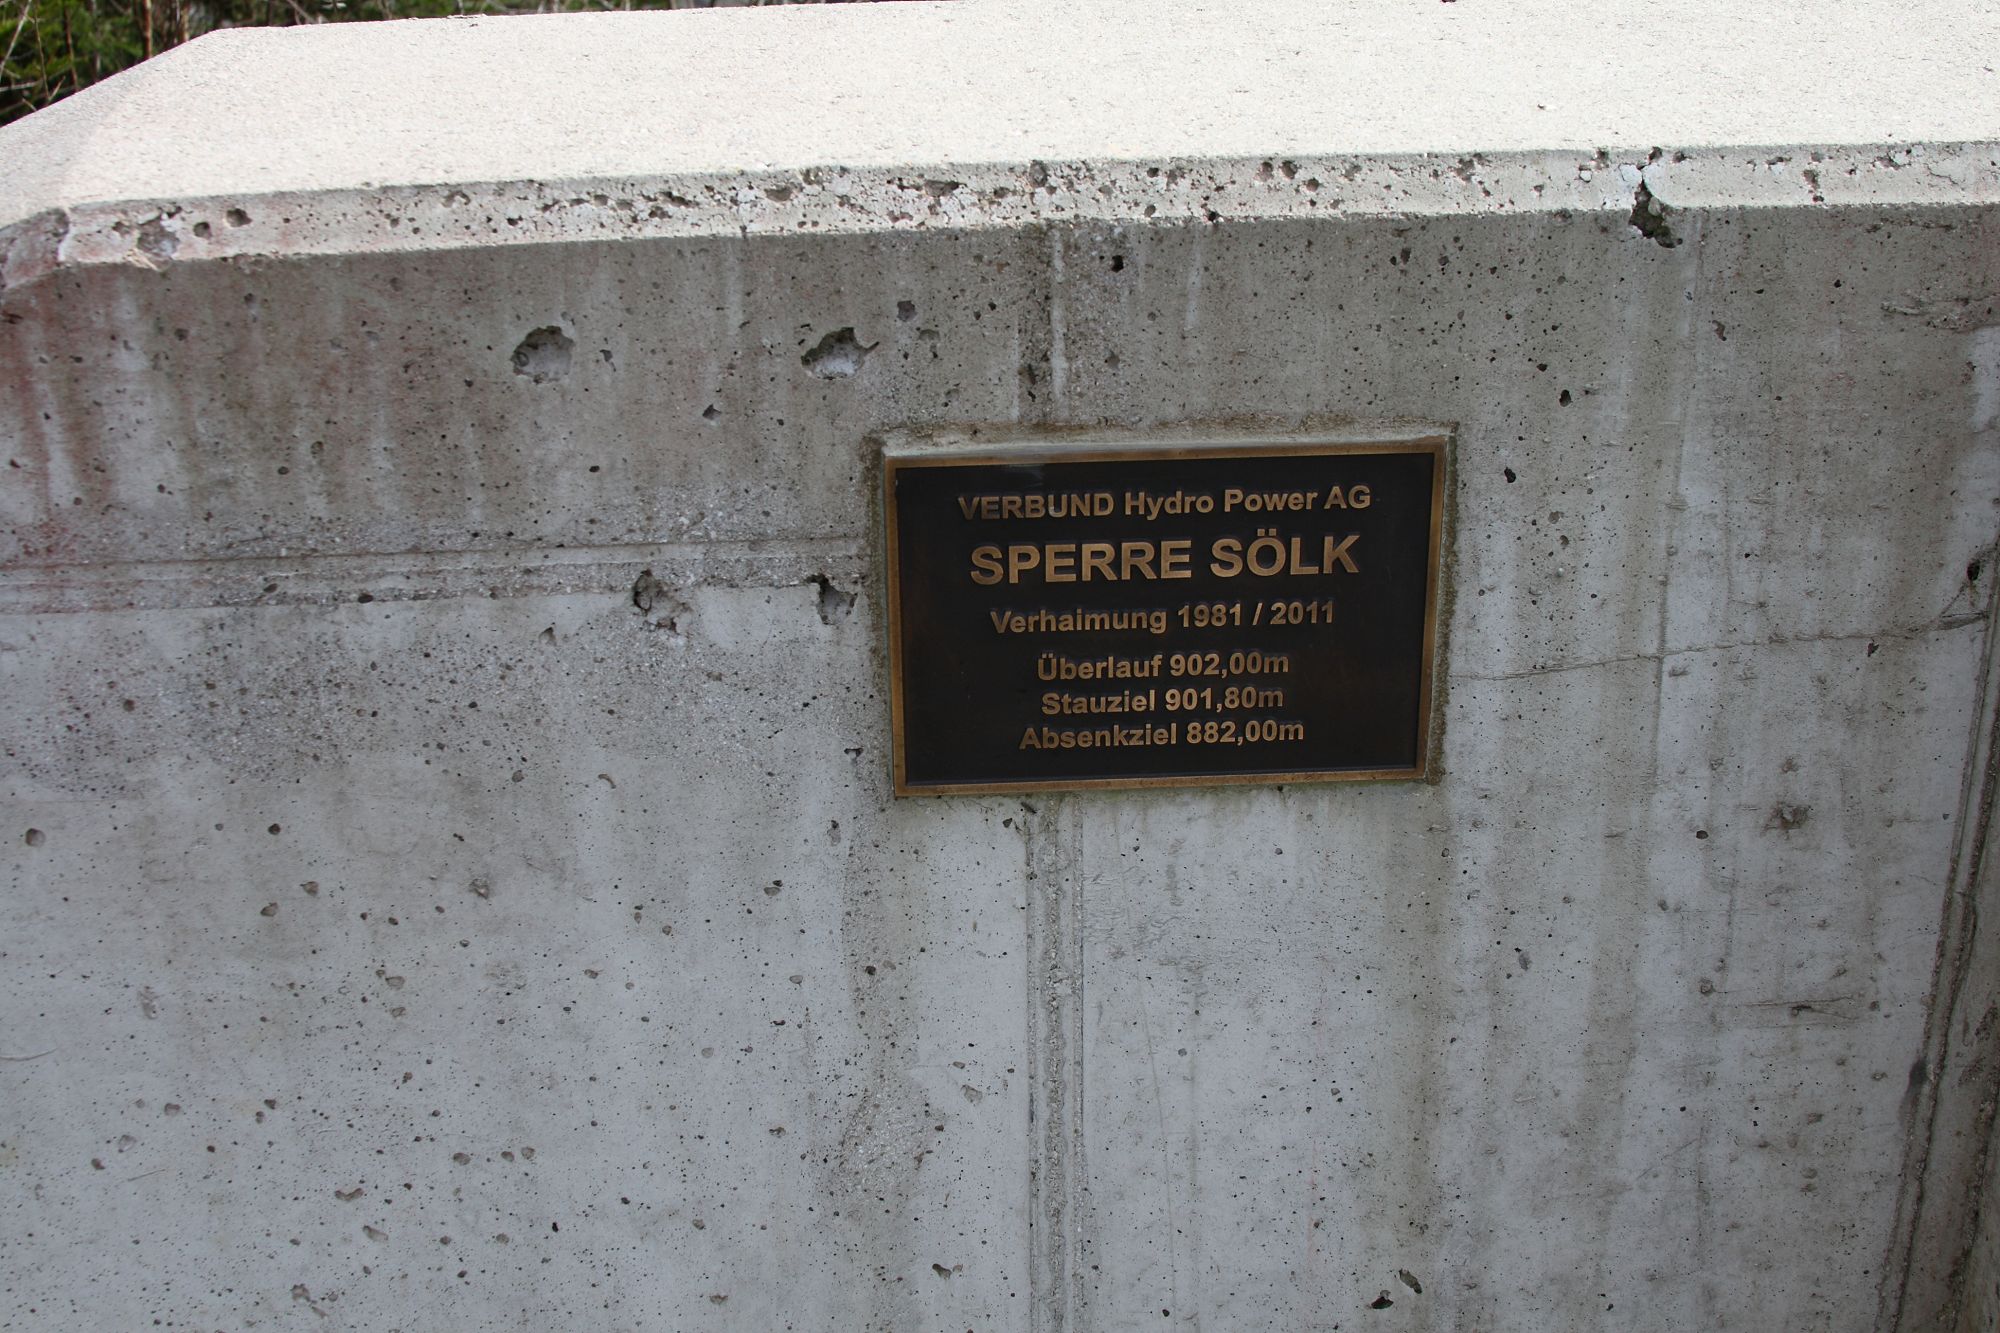 VERBUND Hydro Power AG
SPERRE SÖLK
Verhaimung 1981 / 2011
Überlauf 902,00m
Stauziel 901,80m
Absenkziel 882,00m